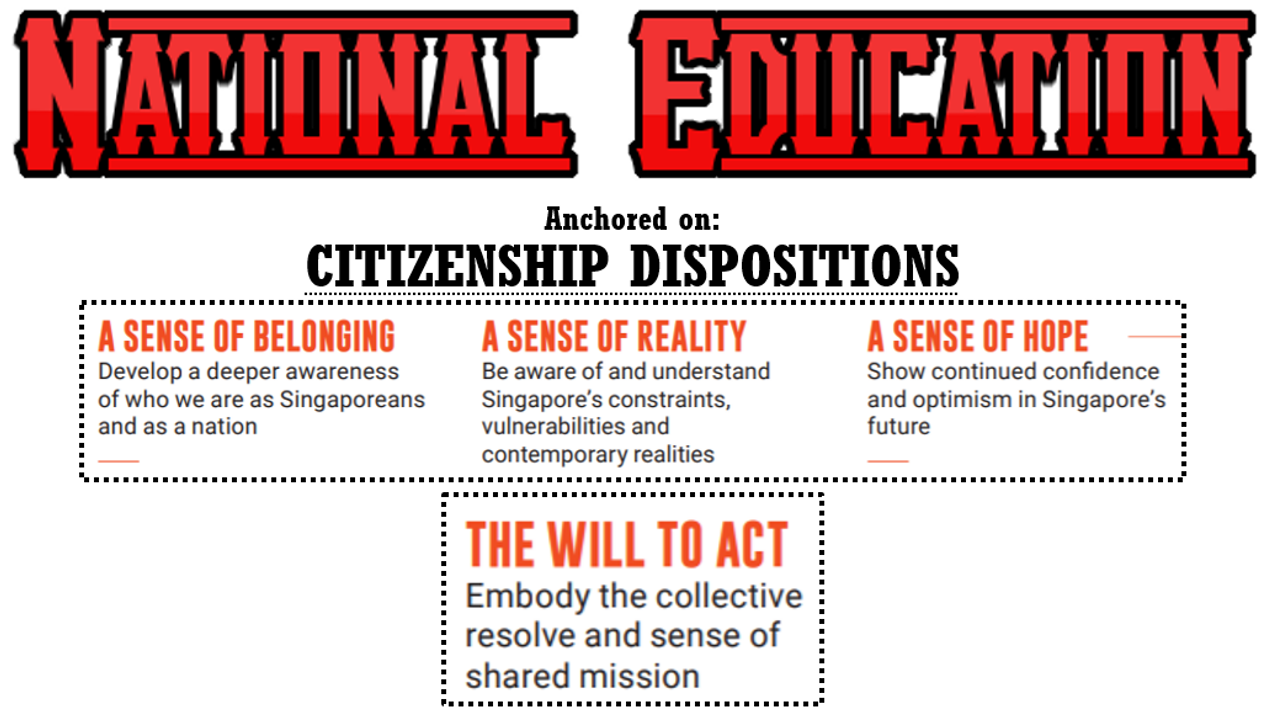 NATIONAL EDUCATION
Anchored on:
CITIZENSHIP DISPOSITIONS
A SENSE OF BELONGING
Develop a deeper awareness
of who we are as Singaporeans
and as a nation
A SENSE OF REALITY
Be aware of and understand
Singapore's constraints,
vulnerabilities and
contemporary realities
A SENSE OF HOPE
Show continued confidence
and optimism in Singapore's
future
THE WILL TO ACT
Embody the collective
resolve and sense of
shared mission